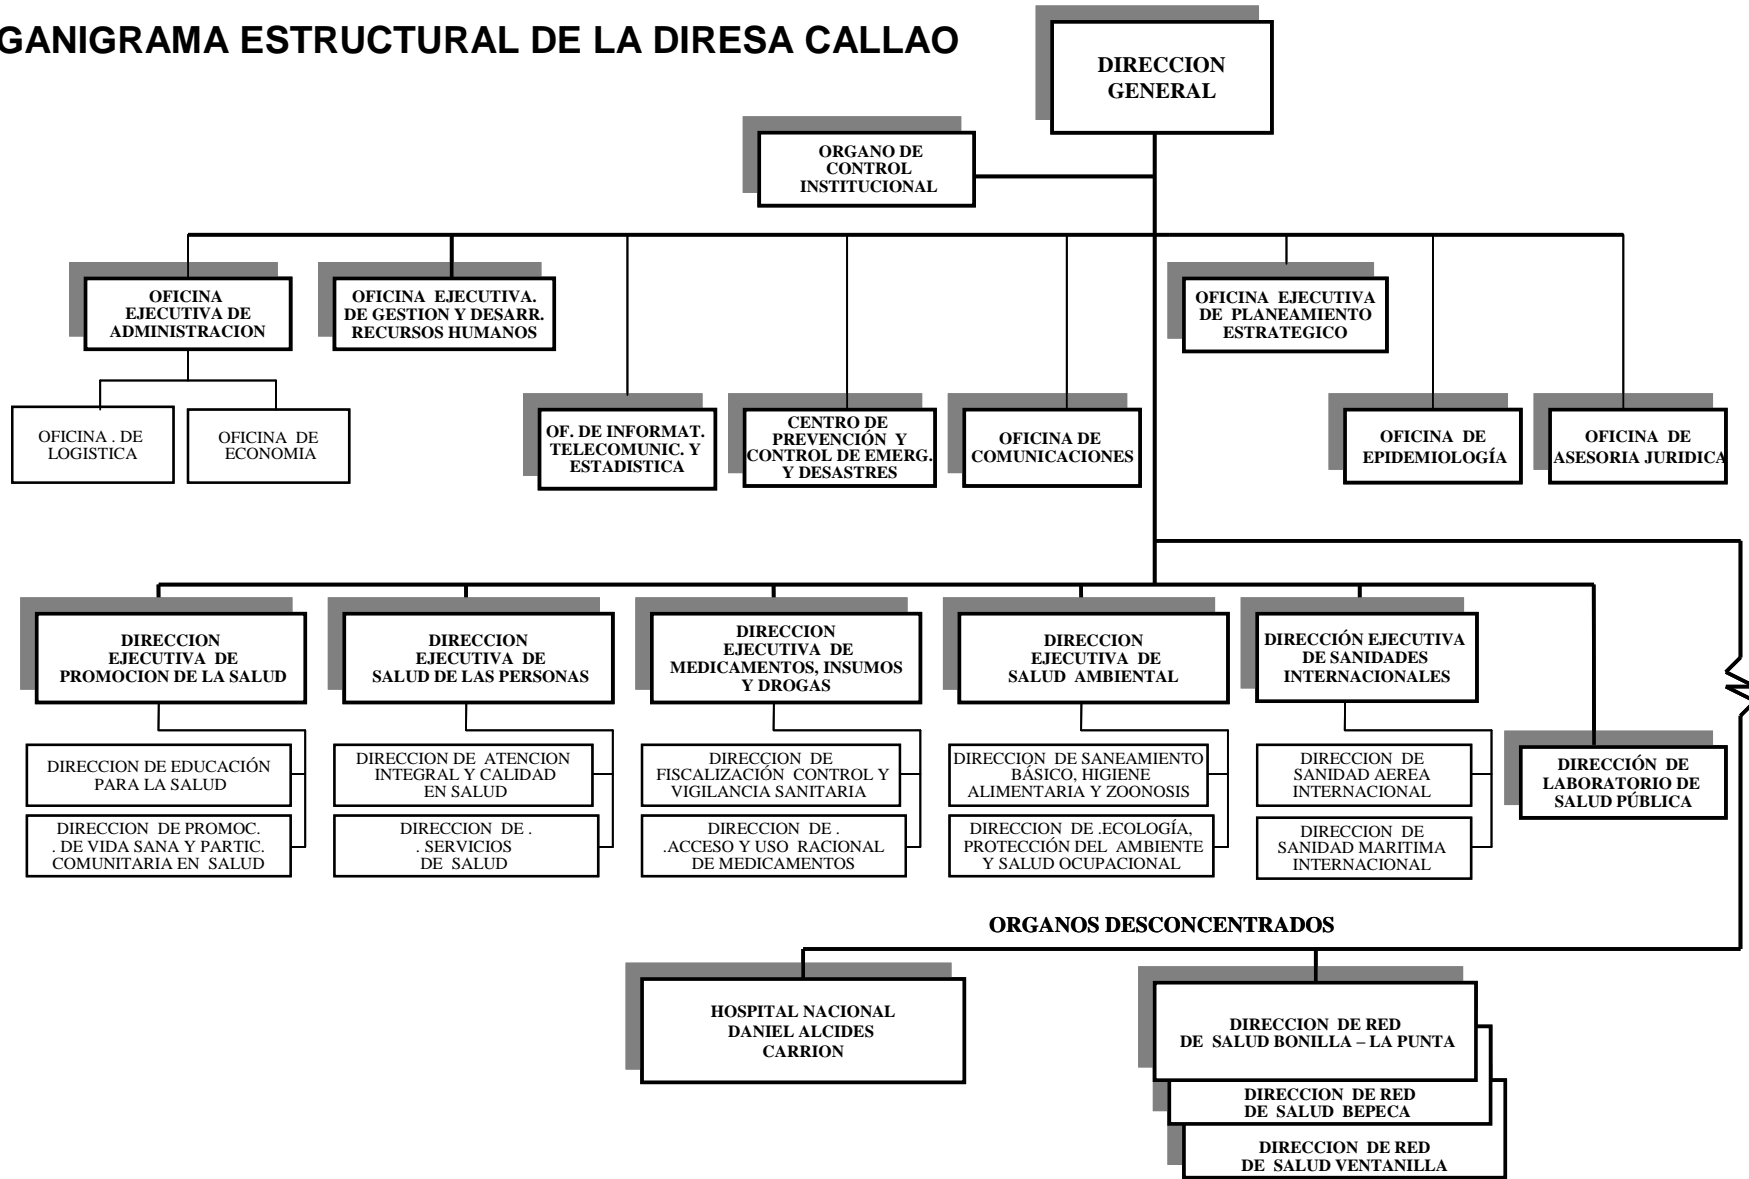 GANIGRAMA ESTRUCTURAL DE LA DIRESA CALLAO
DIRECCION
GENERAL
ORGANO DE
CONTROL
INSTITUCIONAL
OFICINA
EJECUTIVA DE
ADMINISTRACION
OFICINA EJECUTIVA.
DE GESTION Y DESARR.
RECURSOS HUMANOS
OFICINA EJECUTIVA
DE PLANEAMIENTO
ESTRATEGICO
OFICINA . DE
LOGISTICA
OFICINA DE
ECONOMIA
OF. DE INFORMAT.
TELECOMUNIC. Y
ESTADISTICA
CENTRO DE
PREVENCIÓN Y
CONTROL DE EMERG.
Y DESASTRES
OFICINA DE
COMUNICACIONES
OFICINA DE
EPIDEMIOLOGÍA
OFICINA DE
ASESORIA JURIDICA
DIRECCION
EJECUTIVA DE
PROMOCION DE LA SALUD
DIRECCION
EJECUTIVA DE
SALUD DE LAS PERSONAS
DIRECCION
EJECUTIVA DE
MEDICAMENTOS, INSUMOS
Y DROGAS
DIRECCION
EJECUTIVA DE
SALUD AMBIENTAL
DIRECCIÓN EJECUTIVA
DE SANIDADES
INTERNACIONALES
DIRECCION DE EDUCACIÓN
PARA LA SALUD
DIRECCION DE ATENCION
INTEGRAL Y CALIDAD
EN SALUD
DIRECCION DE
FISCALIZACIÓN CONTROL Y
VIGILANCIA SANITARIA
DIRECCION DE SANEAMIENTO
BÁSICO, HIGIENE
ALIMENTARIA Y ZOONOSIS
DIRECCION DE
SANIDAD AEREA
INTERNACIONAL
DIRECCIÓN DE
LABORATORIO DE
SALUD PÚBLICA
DIRECCION DE PROMOC.
. DE VIDA SANA Y PARTIC.
COMUNITARIA EN SALUD
DIRECCION DE .
. SERVICIOS
DE SALUD
DIRECCION DE .
.ACCESO Y USO RACIONAL
DE MEDICAMENTOS
DIRECCION DE .ECOLOGÍA,
PROTECCIÓN DEL AMBIENTE
Y SALUD OCUPACIONAL
DIRECCION DE
SANIDAD MARITIMA
INTERNACIONAL
ORGANOS DESCONCENTRADOS
HOSPITAL NACIONAL
DANIEL ALCIDES
CARRION
DIRECCION DE RED
DE SALUD BONILLA – LA PUNTA
DIRECCION DE RED
DE SALUD BEPECA
DIRECCION DE RED
DE SALUD VENTANILLA